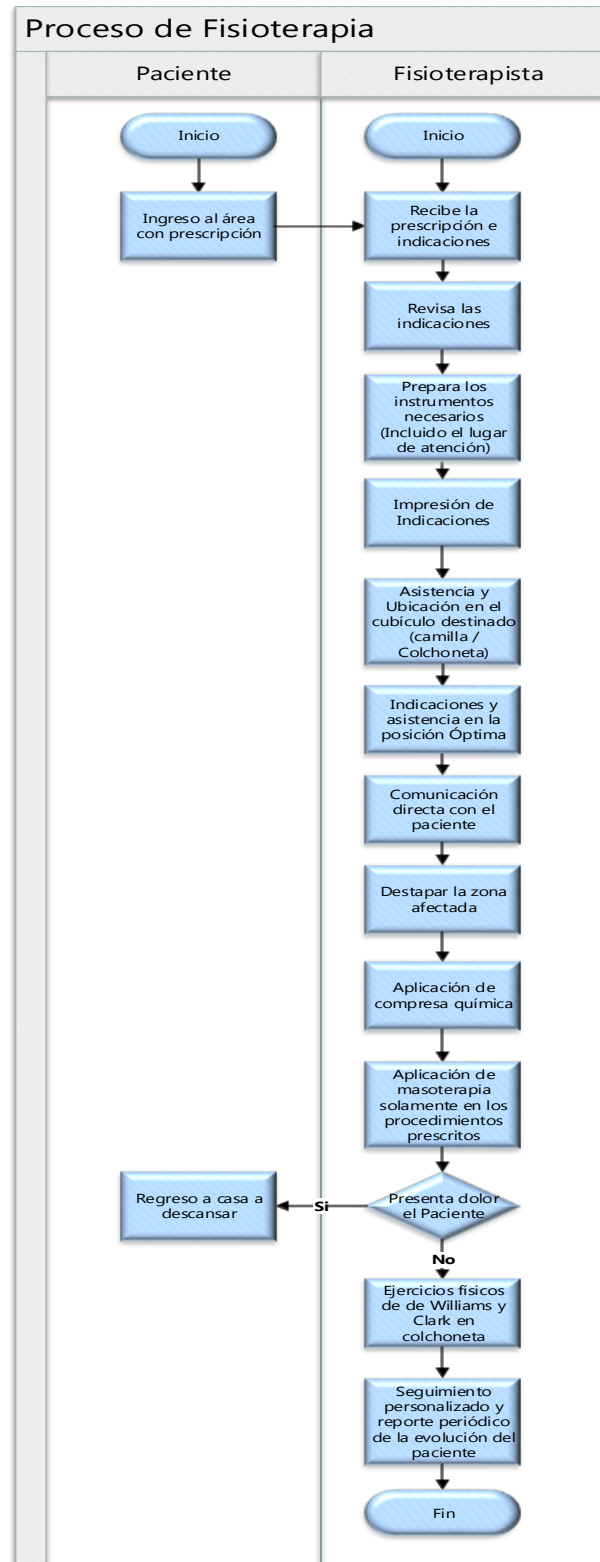 Proceso de Fisioterapia
Paciente
Fisioterapista
Inicio
Inicio
Ingreso al área
con prescripción
Recibe la
prescripción e
indicaciones
Revisa las
indicaciones
Prepara los
instrumentos
necesarios
(Incluido el lugar
de atención)
Impresión de
Indicaciones
Asistencia y
Ubicación en el
cubículo destinado
(camilla /
Colchoneta)
Indicaciones y
asistencia en la
posición Óptima
Comunicación
directa con el
paciente
Destapar la zona
afectada
Aplicación de
compresa química
Aplicación de
masoterapia
solamente en los
procedimientos
prescritos
Regreso a casa a
descansar
Si
Presenta dolor
el Paciente
No
Ejercicios físicos
de de Williams y
Clark en
colchoneta
Seguimiento
personalizado y
reporte periódico
de la evolución del
paciente
Fin